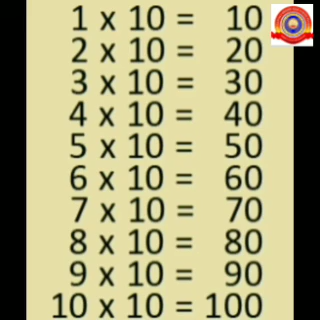 1 x 10 = 10
2 x 10 = 20
3 x 10 = 30
4 x 10 = 40
5 x 10 = 50
6 x 10 = 60
7 x 10 = 70
8 x 10 = 80
9 x 10 = 90
10 x 10 = 100